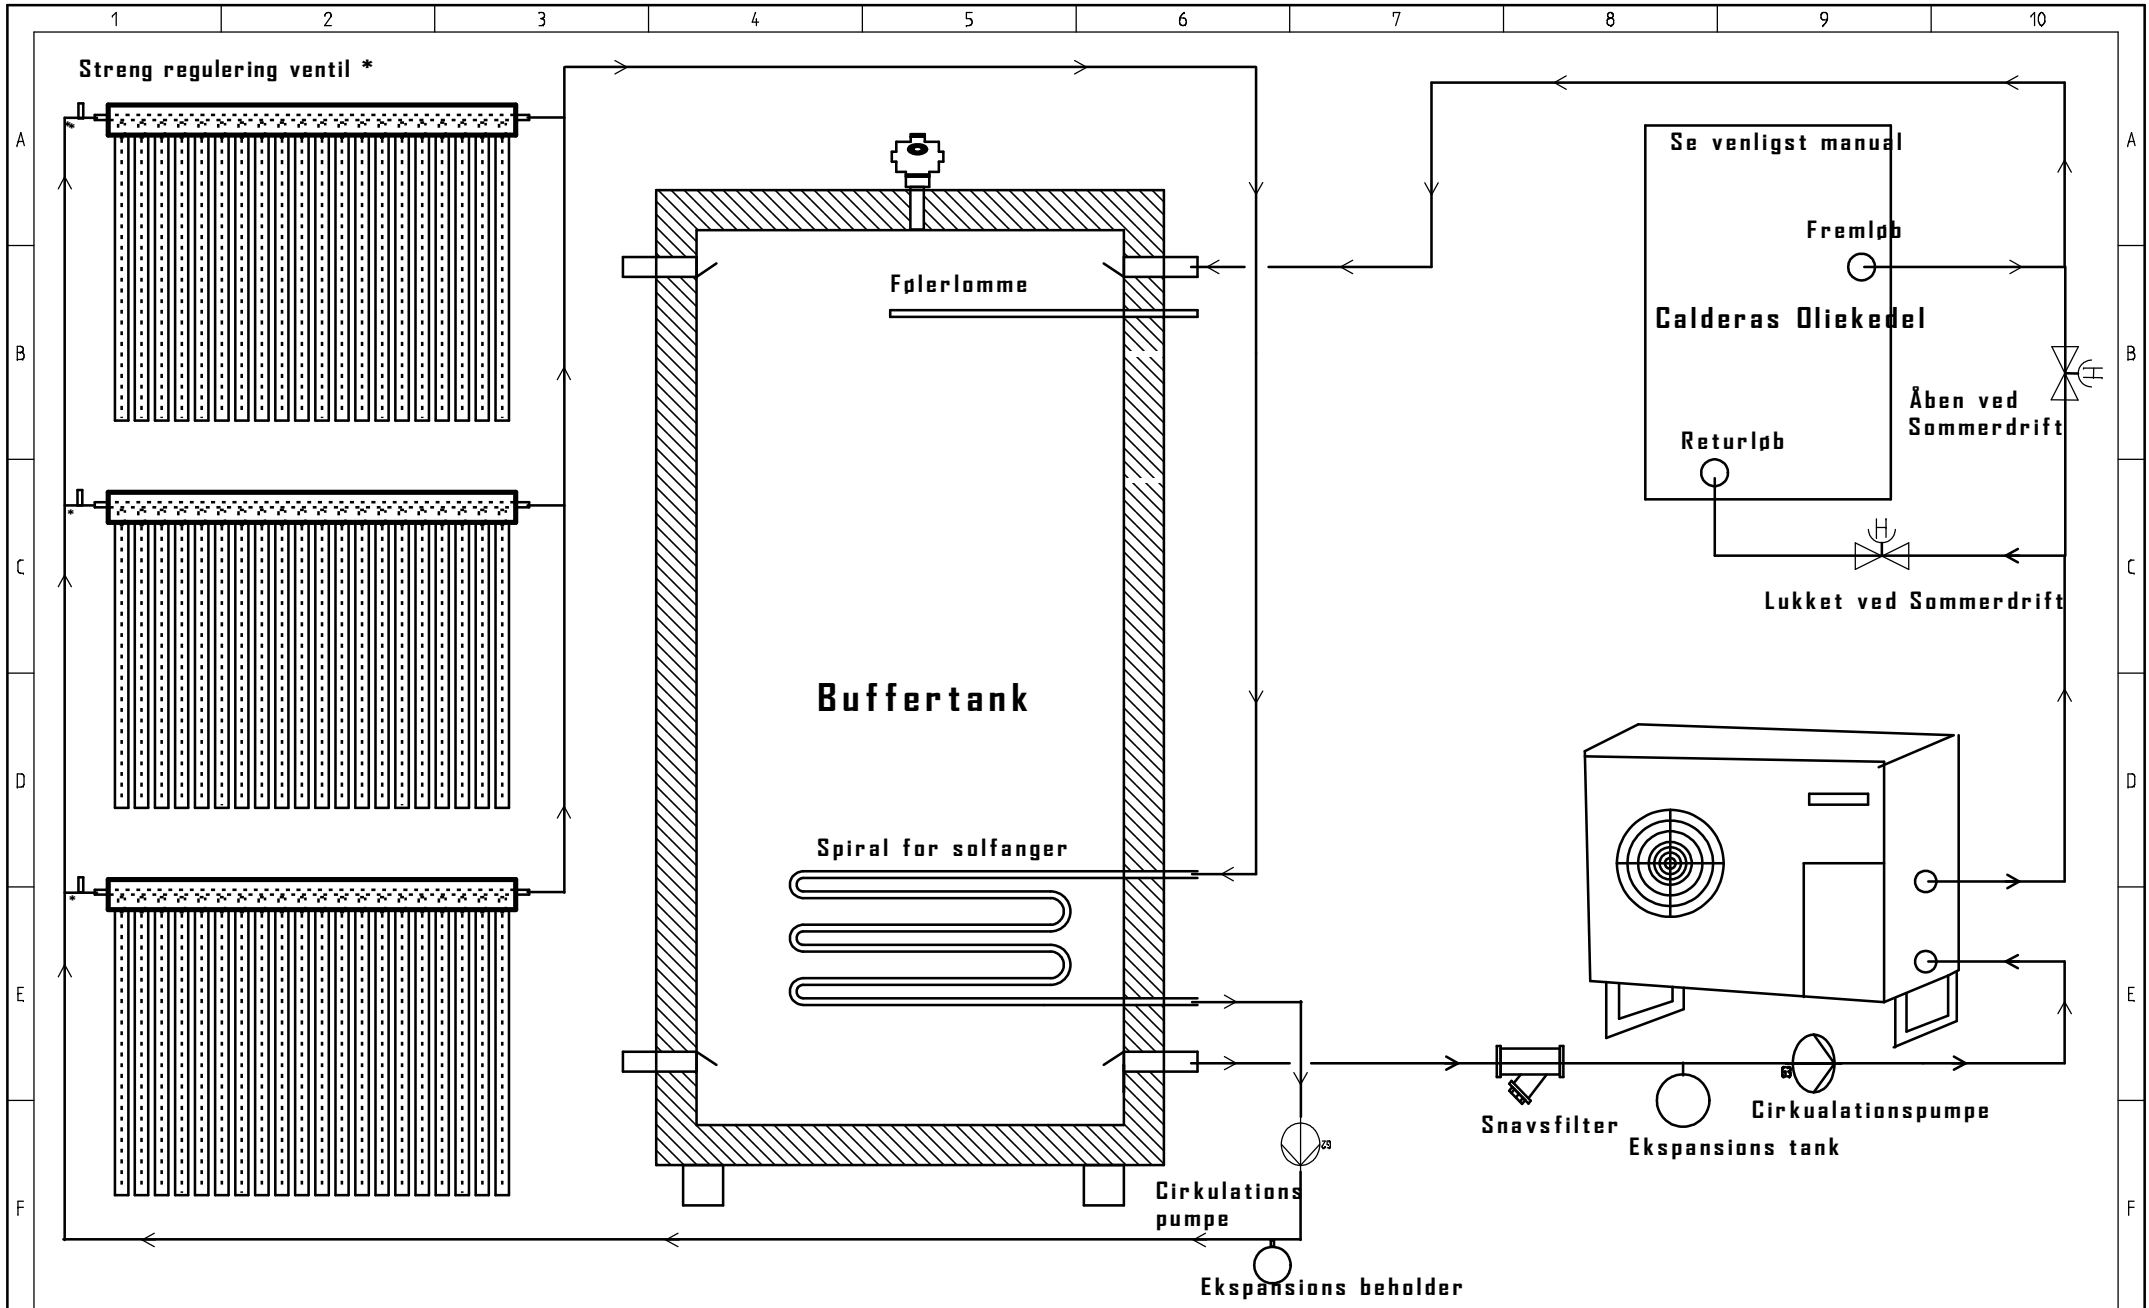 1 2 3 4 5 6 7 8 9 10
Streng regulering ventil *
A
A
Se venligst manual
Fremløb
Følerlomme
Calderas Oliekedel
B
B
Åben ved
Sommerdrift
Returløb
H
H
C
C
Lukket ved Sommerdrift
Buffertank
D
D
Spiral for solfanger
E
E
Cirkualationspumpe
Snavsfilter
Ekspansions tank
Cirkulations
pumpe
F
F
Ekspansions beholder